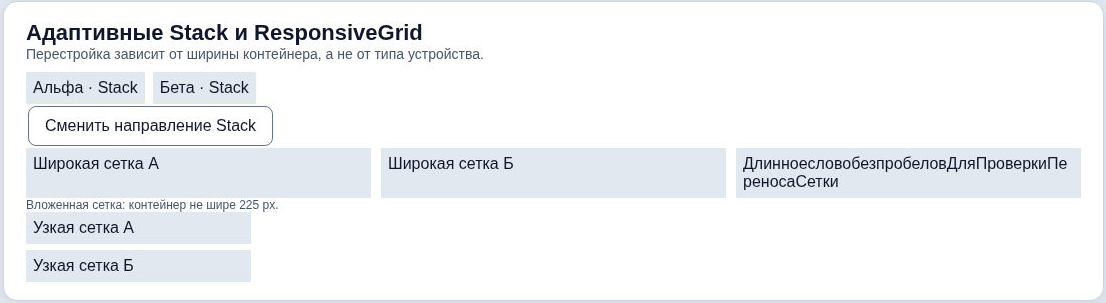 Адаптивные Stack и ResponsiveGrid
Перестройка зависит от ширины контейнера, а не от типа устройства.
Альфа · Stack Бета · Stack
Сменить направление Stack
Широкая сетка А Широкая сетка Б ДлинноесловобезпробеловДляПроверкиПе
реносаСетки
Вложенная сетка: контейнер не шире 225 px.
Узкая сетка А
Узкая сетка Б